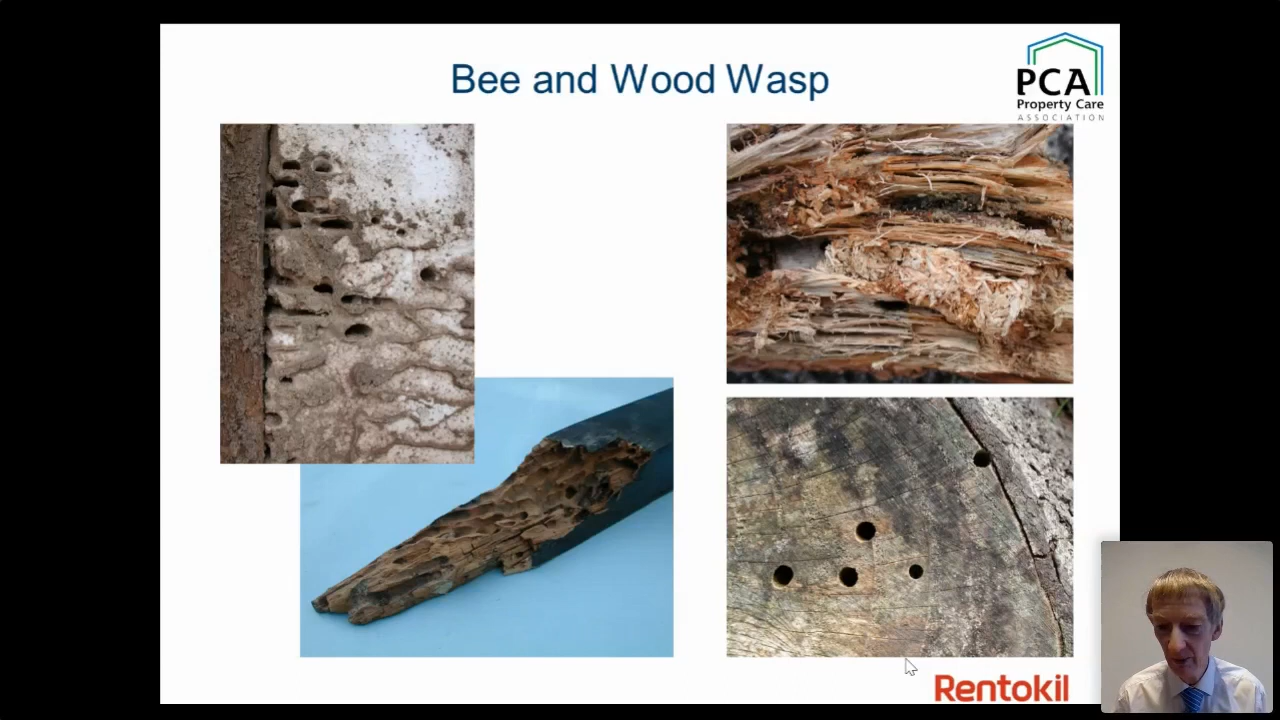 Bee and Wood Wasp
PCA
Property Care
ASSOCIATION
Rentokil